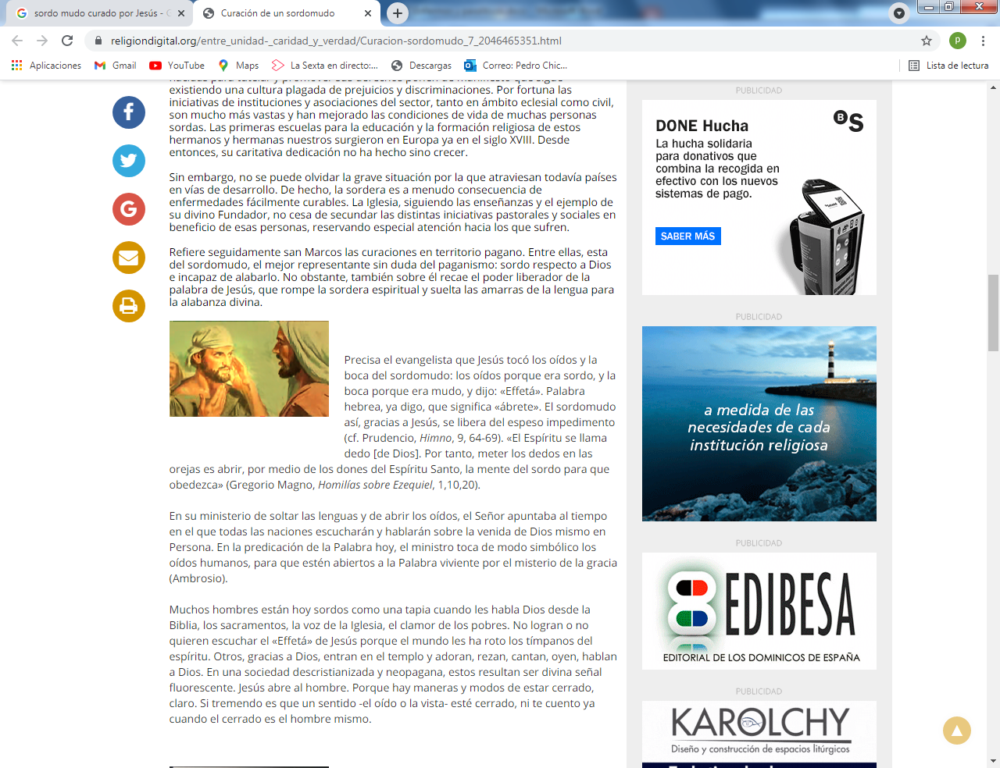 sordo mudo curado por Jesús - G
Curación de un sordomudo
religiondigital.org/entre_unidad-_caridad_y_verdad/Curacion-sordomudo_7_2046465351.html
P
Aplicaciones
Gmail
YouTube
Maps
La Sexta en directo:...
Descargas
Correo: Pedro Chic...
Lista de lectura
existiendo una cultura plagada de prejuicios y discriminaciones. Por fortuna las
iniciativas de instituciones y asociaciones del sector, tanto en ámbito eclesial como civil,
son mucho más vastas y han mejorado las condiciones de vida de muchas personas
sordas. Las primeras escuelas para la educación y la formación religiosa de estos
hermanos y hermanas nuestros surgieron en Europa ya en el siglo XVIII. Desde
entonces, su caritativa dedicación no ha hecho sino crecer.
Sin embargo, no se puede olvidar la grave situación por la que atraviesan todavía países
en vías de desarrollo. De hecho, la sordera es a menudo consecuencia de
enfermedades fácilmente curables. La Iglesia, siguiendo las enseñanzas y el ejemplo de
su divino Fundador, no cesa de secundar las distintas iniciativas pastorales y sociales en
beneficio de esas personas, reservando especial atención hacia los que sufren.
Refiere seguidamente san Marcos las curaciones en territorio pagano. Entre ellas, esta
del sordomudo, el mejor representante sin duda del paganismo: sordo respecto a Dios
e incapaz de alabarlo. No obstante, también sobre él recae el poder liberador de la
palabra de Jesús, que rompe la sordera espiritual y suelta las amarras de la lengua para
la alabanza divina.
Precisa el evangelista que Jesús tocó los oídos y la
boca del sordomudo: los oídos porque era sordo, y la
boca porque era mudo, y dijo: «Effetá». Palabra
hebrea, ya digo, que significa «ábrete». El sordomudo
así, gracias a Jesús, se libera del espeso impedimento
(cf. Prudencio, Himno, 9, 64-69). «El Espíritu se llama
dedo [de Dios]. Por tanto, meter los dedos en las
orejas es abrir, por medio de los dones del Espíritu Santo, la mente del sordo para que
obedezca» (Gregorio Magno, Homilías sobre Ezequiel, 1,10,20).
En su ministerio de soltar las lenguas y de abrir los oídos, el Señor apuntaba al tiempo
en el que todas las naciones escucharán y hablarán sobre la venida de Dios mismo en
Persona. En la predicación de la Palabra hoy, el ministro toca de modo simbólico los
oídos humanos, para que estén abiertos a la Palabra viviente por el misterio de la gracia
(Ambrosio).
Muchos hombres están hoy sordos como una tapia cuando les habla Dios desde la
Biblia, los sacramentos, la voz de la Iglesia, el clamor de los pobres. No logran o no
quieren escuchar el «Effetá» de Jesús porque el mundo les ha roto los tímpanos del
espíritu. Otros, gracias a Dios, entran en el templo y adoran, rezan, cantan, oyen, hablan
a Dios. En una sociedad descristianizada y neopagana, estos resultan ser divina señal
fluorescente. Jesús abre al hombre. Porque hay maneras y modos de estar cerrado,
claro. Si tremendo es que un sentido -el oído o la vista- esté cerrado, ni te cuento ya
cuando el cerrado es el hombre mismo.
PUBLICIDAD
DONE Hucha
BS
La hucha solidaria
para donativos que
combina la recogida en
efectivo con los nuevos
sistemas de pago.
SABER MÁS
PUBLICIDAD
a medida de las
necesidades de cada
institución religiosa
PUBLICIDAD
EDIBESA
EDITORIAL DE LOS DOMINICOS DE ESPAÑA
PUBLICIDAD
KAROLCHY
Diseño y construcción de espacios litúrgicos